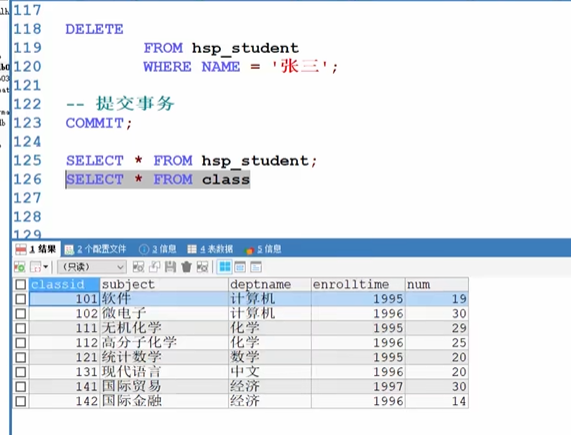 117
118 DELETE
119 FROM hsp_student
120 WHERE NAME = '张三';
121
122 -- 提交事务
123 COMMIT;
124
125 SELECT * FROM hsp_student;
126 SELECT * FROM class
127
128
129
1 结果 2 个配置文件 3 信息 4 表数据 5 信息
(只读)
classid subject deptname enrolltime num
101 软件 计算机 1995 19
102 微电子 计算机 1996 30
111 无机化学 化学 1995 29
112 高分子化学 化学 1996 25
121 统计数学 数学 1995 20
131 现代语言 中文 1996 20
141 国际贸易 经济 1997 30
142 国际金融 经济 1996 14